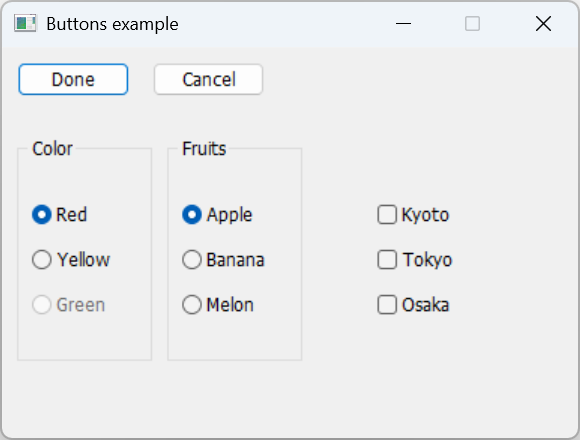 Buttons example
Done Cancel
Color Fruits
Red Apple Kyoto
Yellow Banana Tokyo
Green Melon Osaka